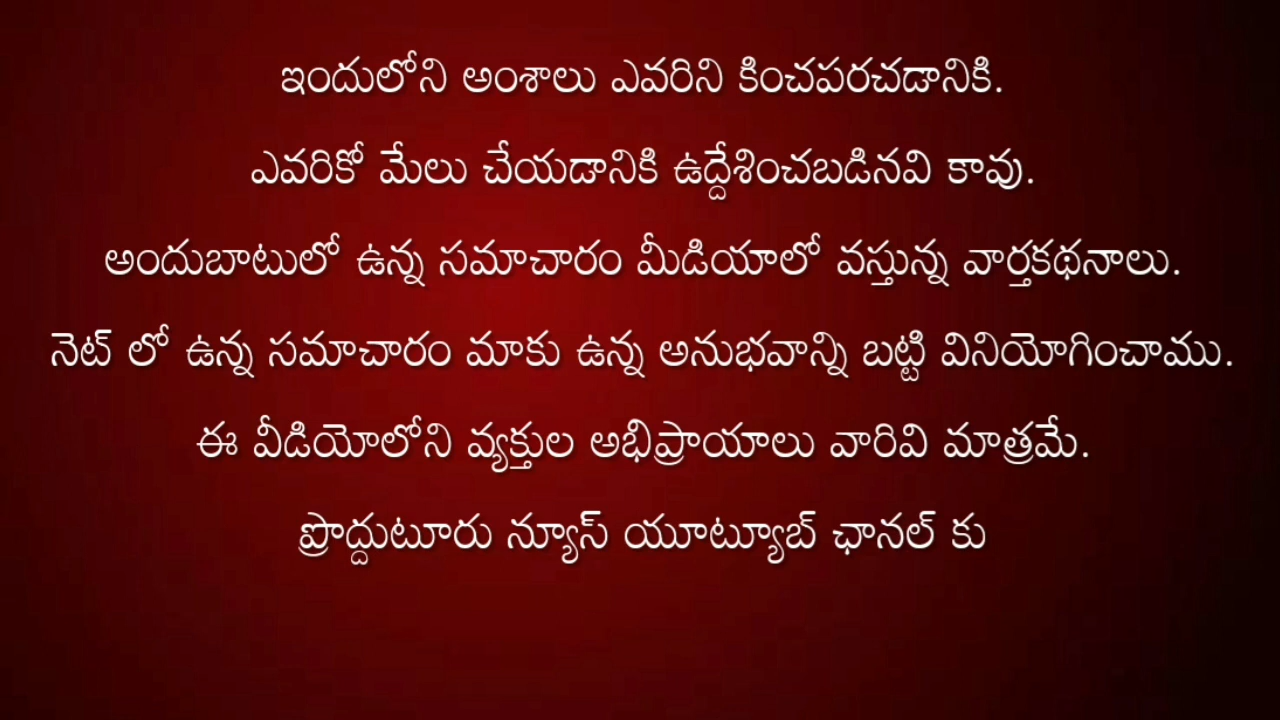 ఇందులోని అంశాలు ఎవరిని కించపరచడానికి.
ఎవరికో మేలు చేయడానికి ఉద్దేశించబడినవి కావు.
అందుబాటులో ఉన్న సమాచారం మీడియాలో వస్తున్న వార్తకథనాలు.
నెట్ లో ఉన్న సమాచారం మాకు ఉన్న అనుభవాన్ని బట్టి వినియోగించాము.
ఈ వీడియోలోని వ్యక్తుల అభిప్రాయాలు వారివి మాత్రమే.
ప్రొద్దుటూరు న్యూస్ యూట్యూబ్ ఛానల్ కు